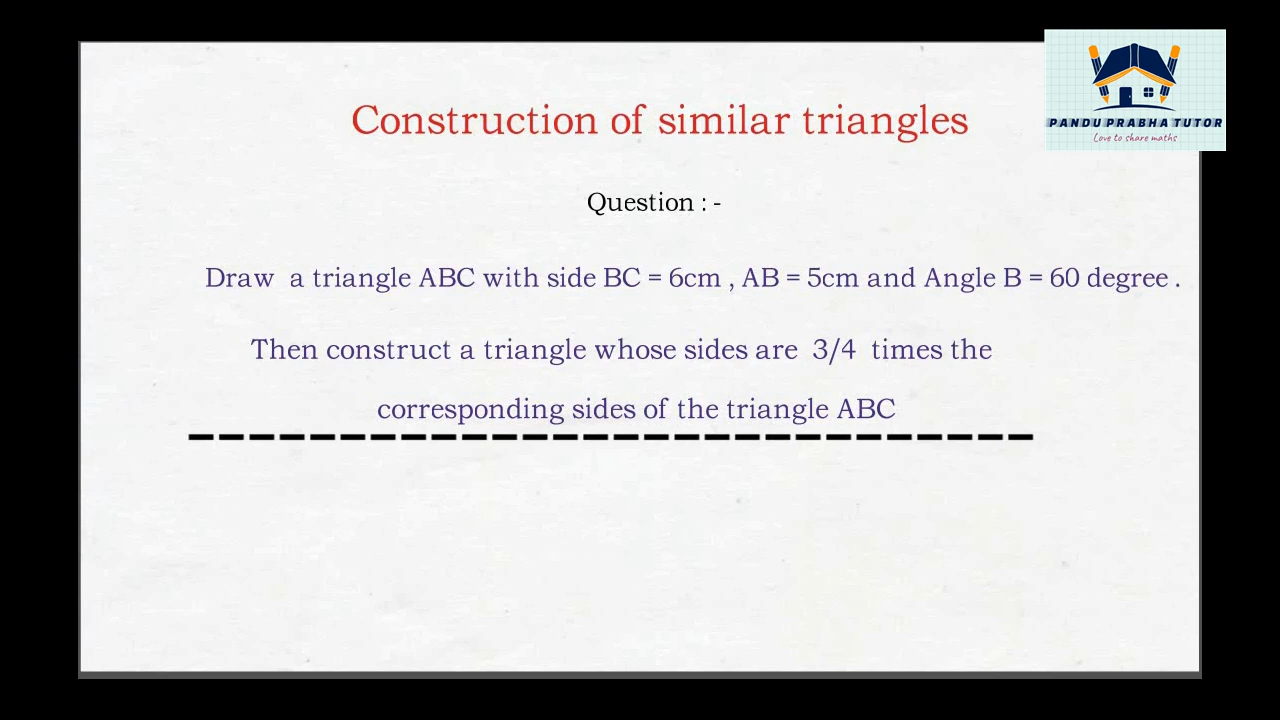 Construction of similar triangles
PANDU PRABHA TUTOR
Love to share maths
Question : -
Draw a triangle ABC with side BC = 6cm , AB = 5cm and Angle B = 60 degree .
Then construct a triangle whose sides are 3/4 times the
corresponding sides of the triangle ABC